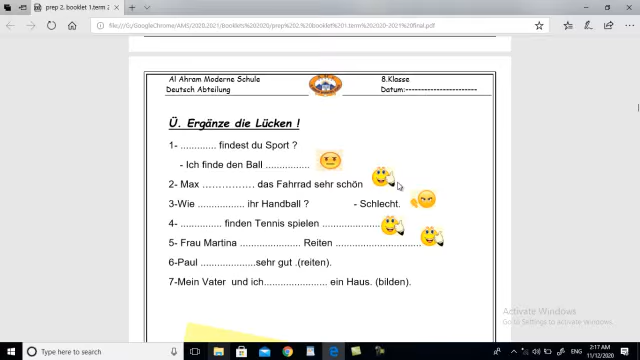 prep 2. booklet 1.term 2
file:///G:/GoogleChrome/AMS/2020.2021/booklets%202020/prep%202.%20booklet%201.term%202020-2021%20final.pdf
Al Ahram Moderne Schule 8.Klasse
Deutsch Abteilung Datum:------------------------
Ü. Ergänze die Lücken !
1- ............. findest du Sport ?
- Ich finde den Ball ................
2- Max ................ das Fahrrad sehr schön
3- Wie ................. ihr Handball ? - Schlecht.
4- ................. finden Tennis spielen .....................
5- Frau Martina ...................... Reiten ..............................
6- Paul .....................sehr gut .(reiten).
7- Mein Vater und ich....................... ein Haus. (bilden).
Activate Windows
Go to Settings to activate Windows.
ENG
2:17 AM
11/12/2020